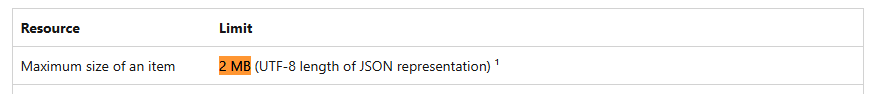 Resource Limit
Maximum size of an item 2 MB (UTF-8 length of JSON representation) ¹